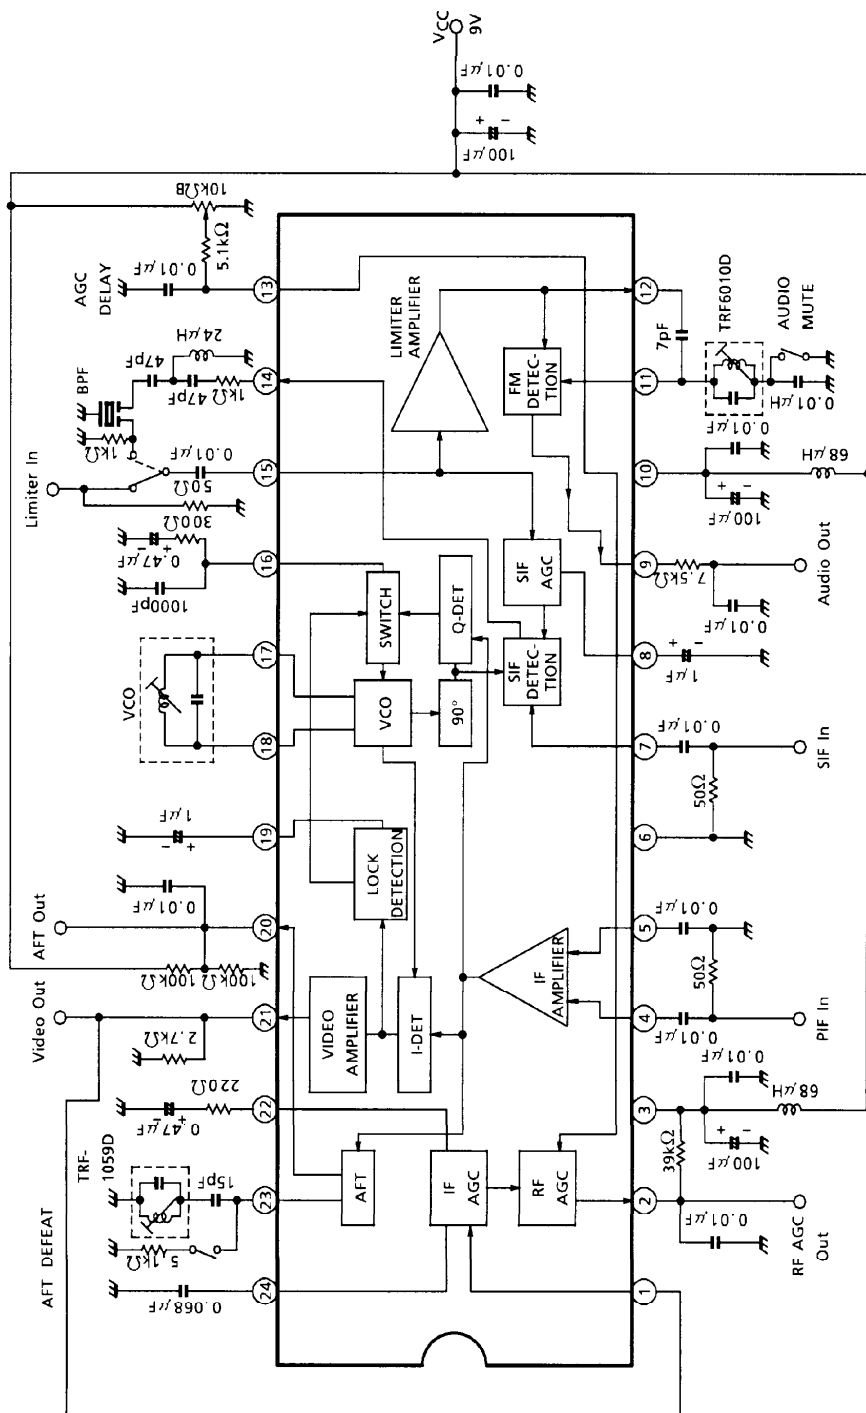 VCC
9V
0.01μF
100μF
10kΩB
5.1kΩ
0.01μF
AGC
DELAY
13
24μH
47pF
47pF
1kΩ
14
BPF
1kΩ
0.01μF
50Ω
15
Limiter In
300Ω
0.47μF
1000pF
16
VCO
17
18
1μF
19
0.01μF
AFT Out
20
100kΩ
100kΩ
Video Out
21
2.7kΩ
220Ω
0.47μF
22
TRF-
1059D
15pF
23
AFT DEFEAT
5.1kΩ
0.068μF
24
LIMITER AMPLIFIER
FM
DETEC-
TION
SIF
AGC
SIF
DETEC-
TION
SWITCH
Q-DET
VCO
90°
LOCK
DETECTION
VIDEO
AMPLIFIER
I-DET
IF
AMPLIFIER
AFT
IF
AGC
RF
AGC
12
7pF
TRF6010D
11
AUDIO
MUTE
0.01μH
0.01μF
10
68μH
100μF
9
7.5kΩ
Audio Out
0.01μF
8
1μF
7
0.01μF
SIF In
50Ω
6
5
0.01μF
50Ω
4
0.01μF
PIF In
0.01μF
3
68μH
100μF
39kΩ
2
0.01μF
RF AGC
Out
1